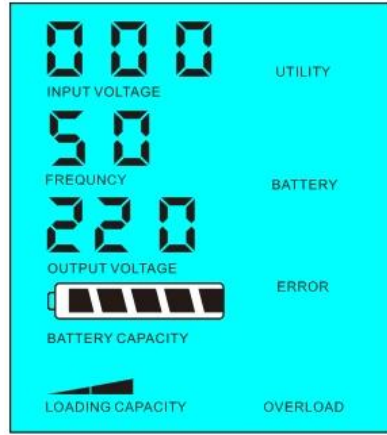 000
UTILITY
INPUT VOLTAGE
50
FREQUNCY
BATTERY
220
OUTPUT VOLTAGE
ERROR
BATTERY CAPACITY
LOADING CAPACITY
OVERLOAD